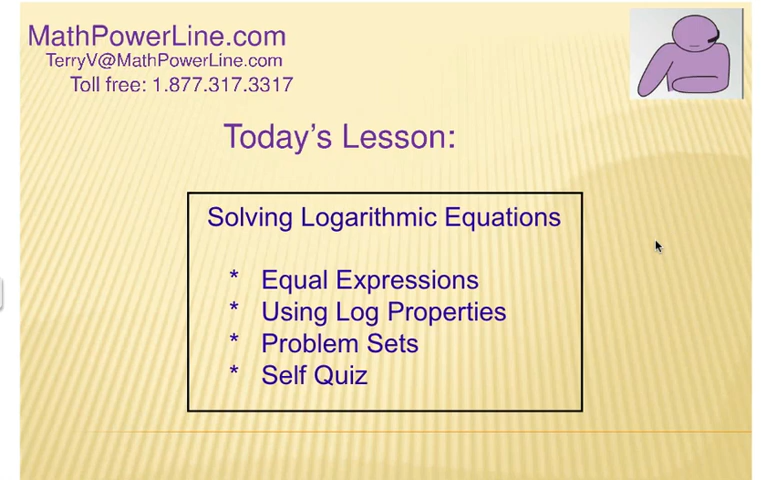 MathPowerLine.com
TerryV@MathPowerLine.com
Toll free: 1.877.317.3317
Today's Lesson:
Solving Logarithmic Equations
* Equal Expressions
* Using Log Properties
* Problem Sets
* Self Quiz